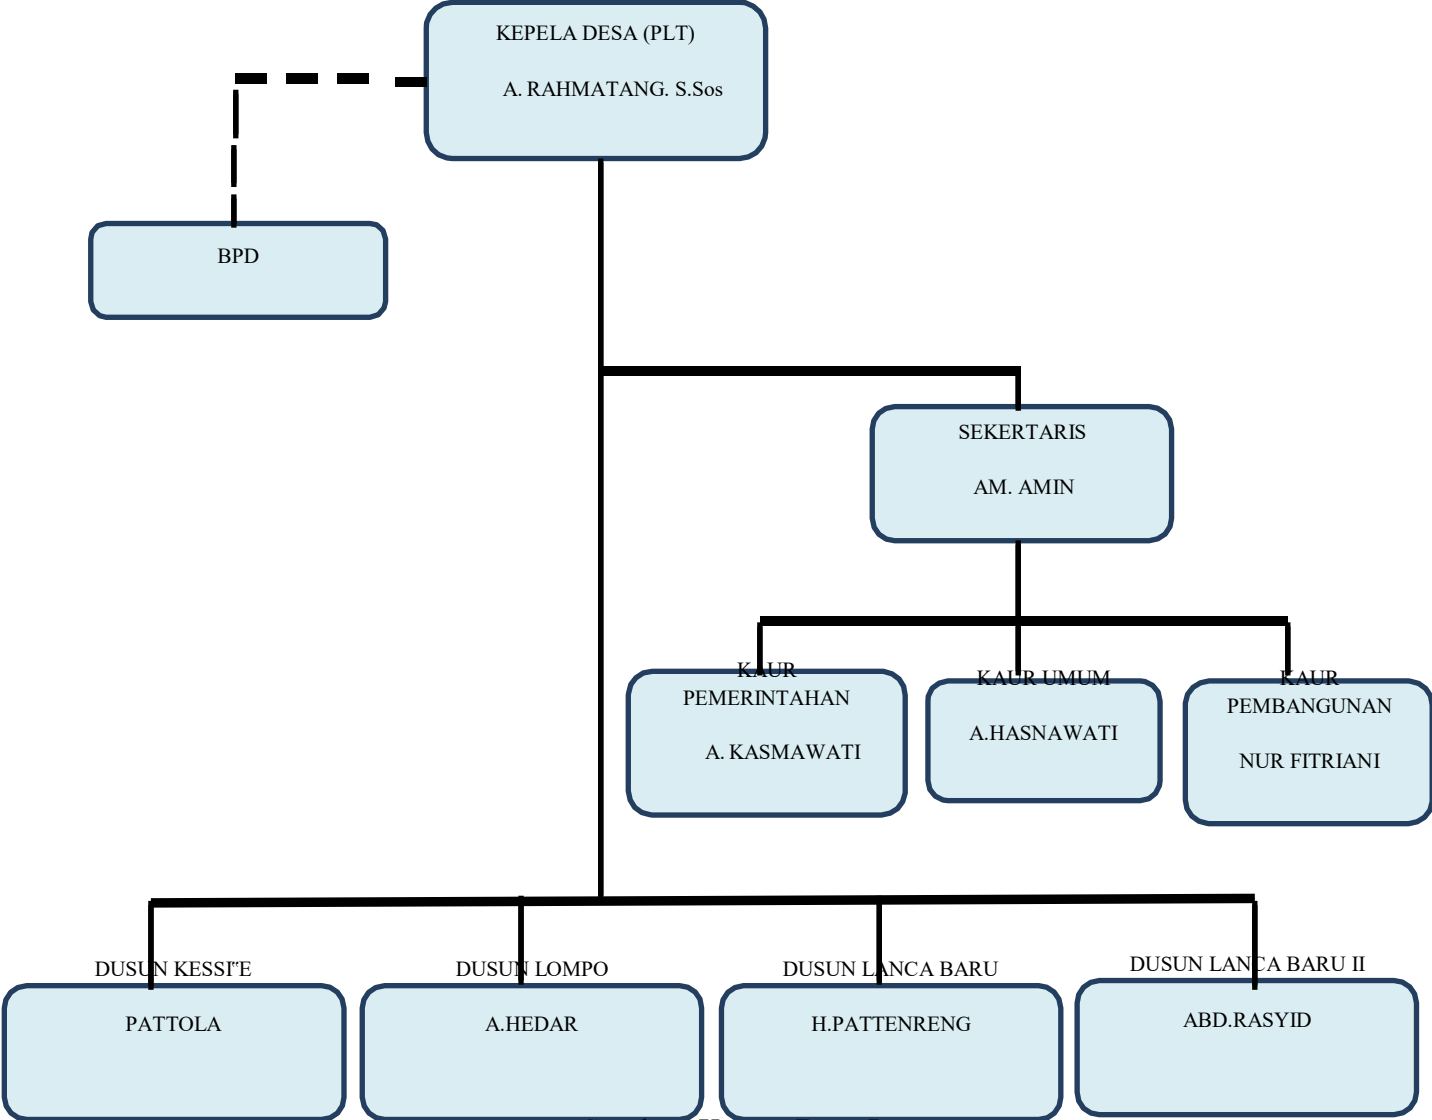 KEPELA DESA (PLT)
A. RAHMATANG. S.Sos
BPD
SEKERTARIS
AM. AMIN
KAUR
PEMERINTAHAN
A. KASMAWATI
KAUR UMUM
A.HASNAWATI
KAUR
PEMBANGUNAN
NUR FITRIANI
DUSUN KESSI‟E
PATTOLA
DUSUN LOMPO
A.HEDAR
DUSUN LANCA BARU
H.PATTENRENG
DUSUN LANCA BARU II
ABD.RASYID